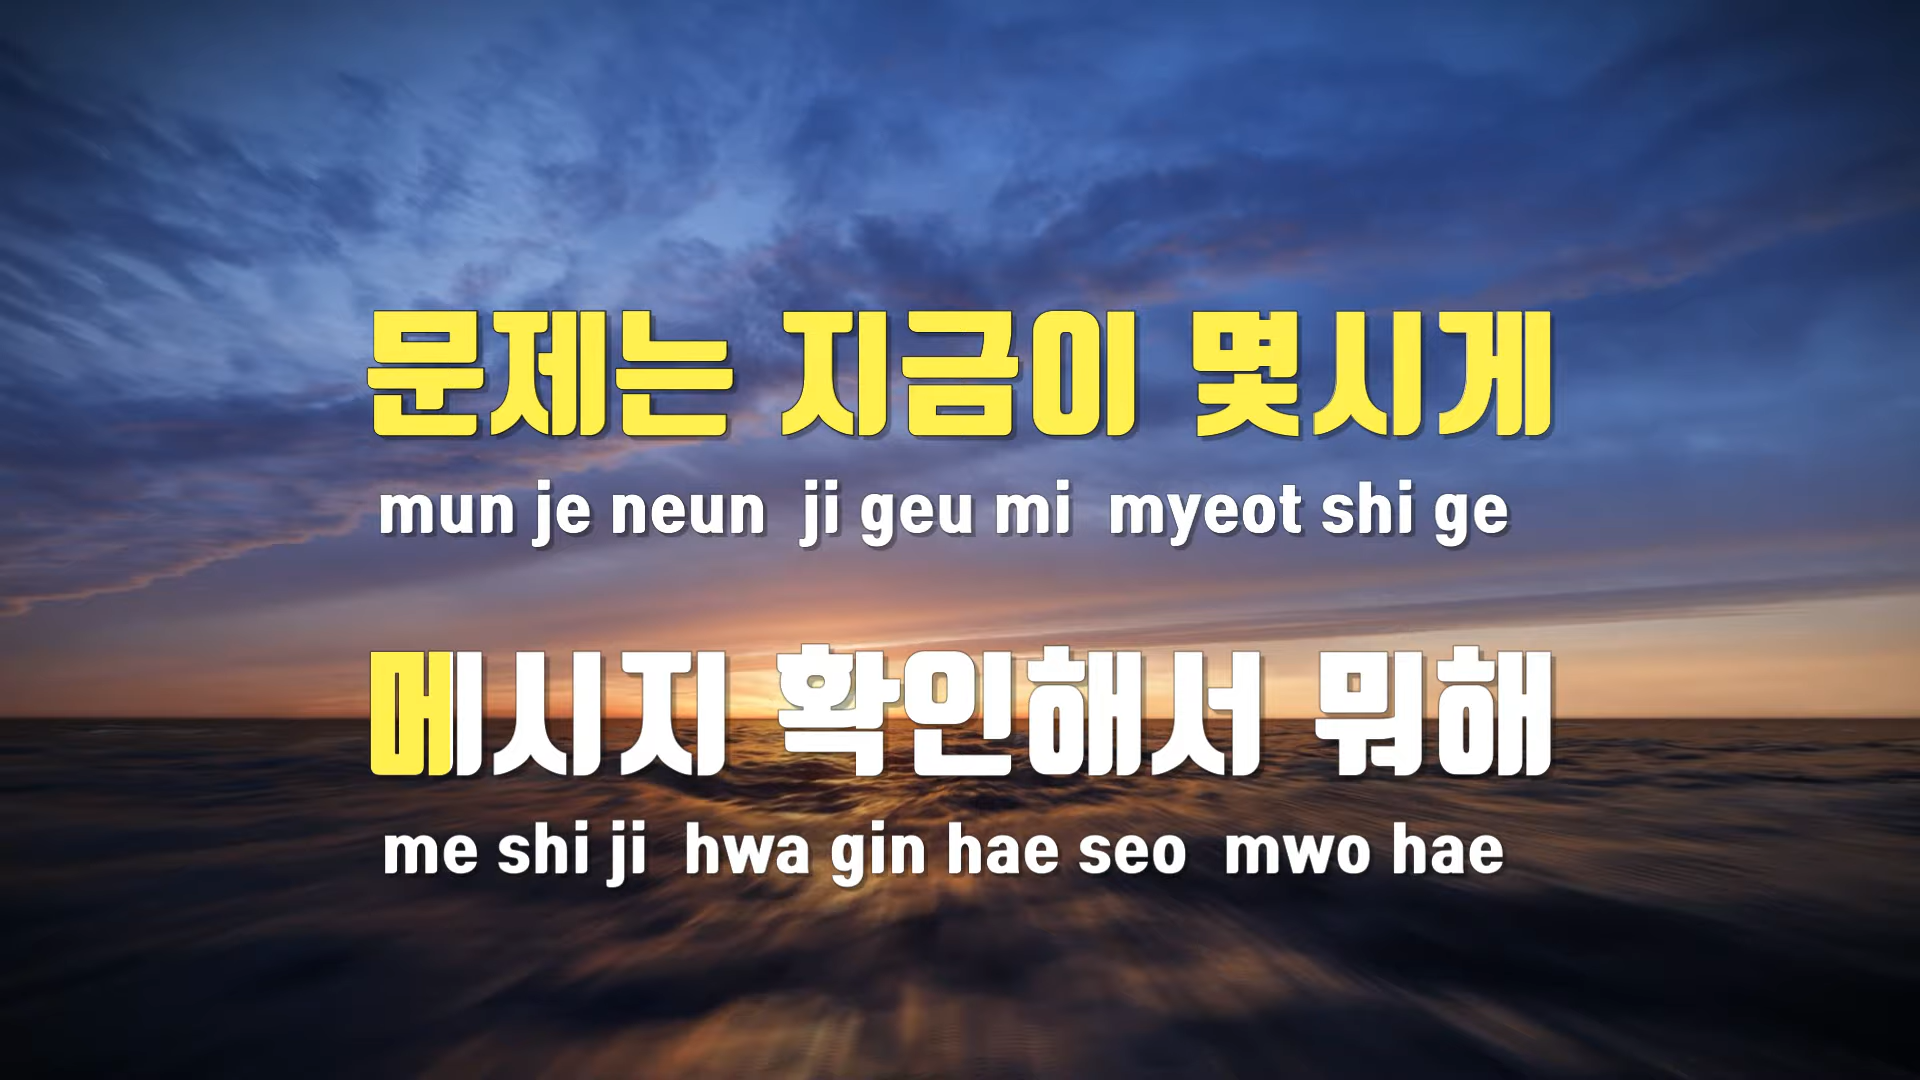 문제는 지금이 몇시게
mun je neun ji geu mi myeot shi ge
메시지 확인해서 뭐해
me shi ji hwa gin hae seo mwo hae